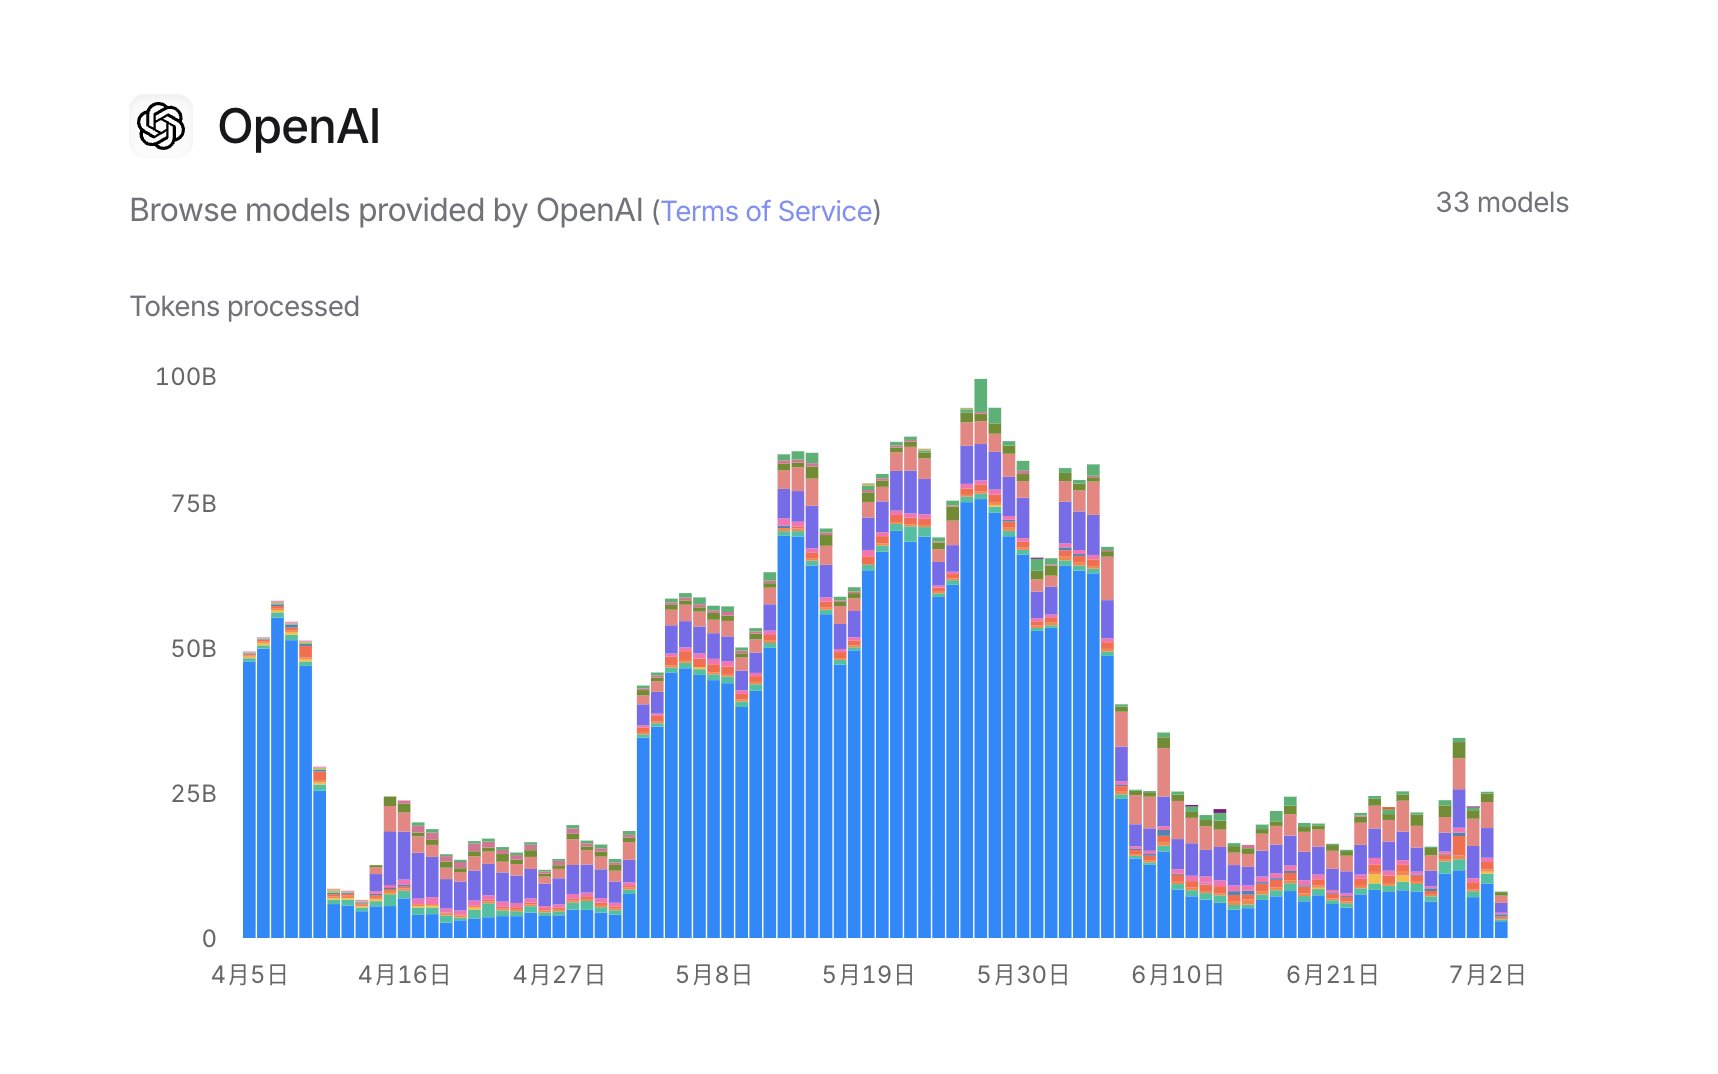 OpenAI
Browse models provided by OpenAI (Terms of Service)
33 models
Tokens processed
100B
75B
50B
25B
0
4月5日 4月16日 4月27日 5月8日 5月19日 5月30日 6月10日 6月21日 7月2日